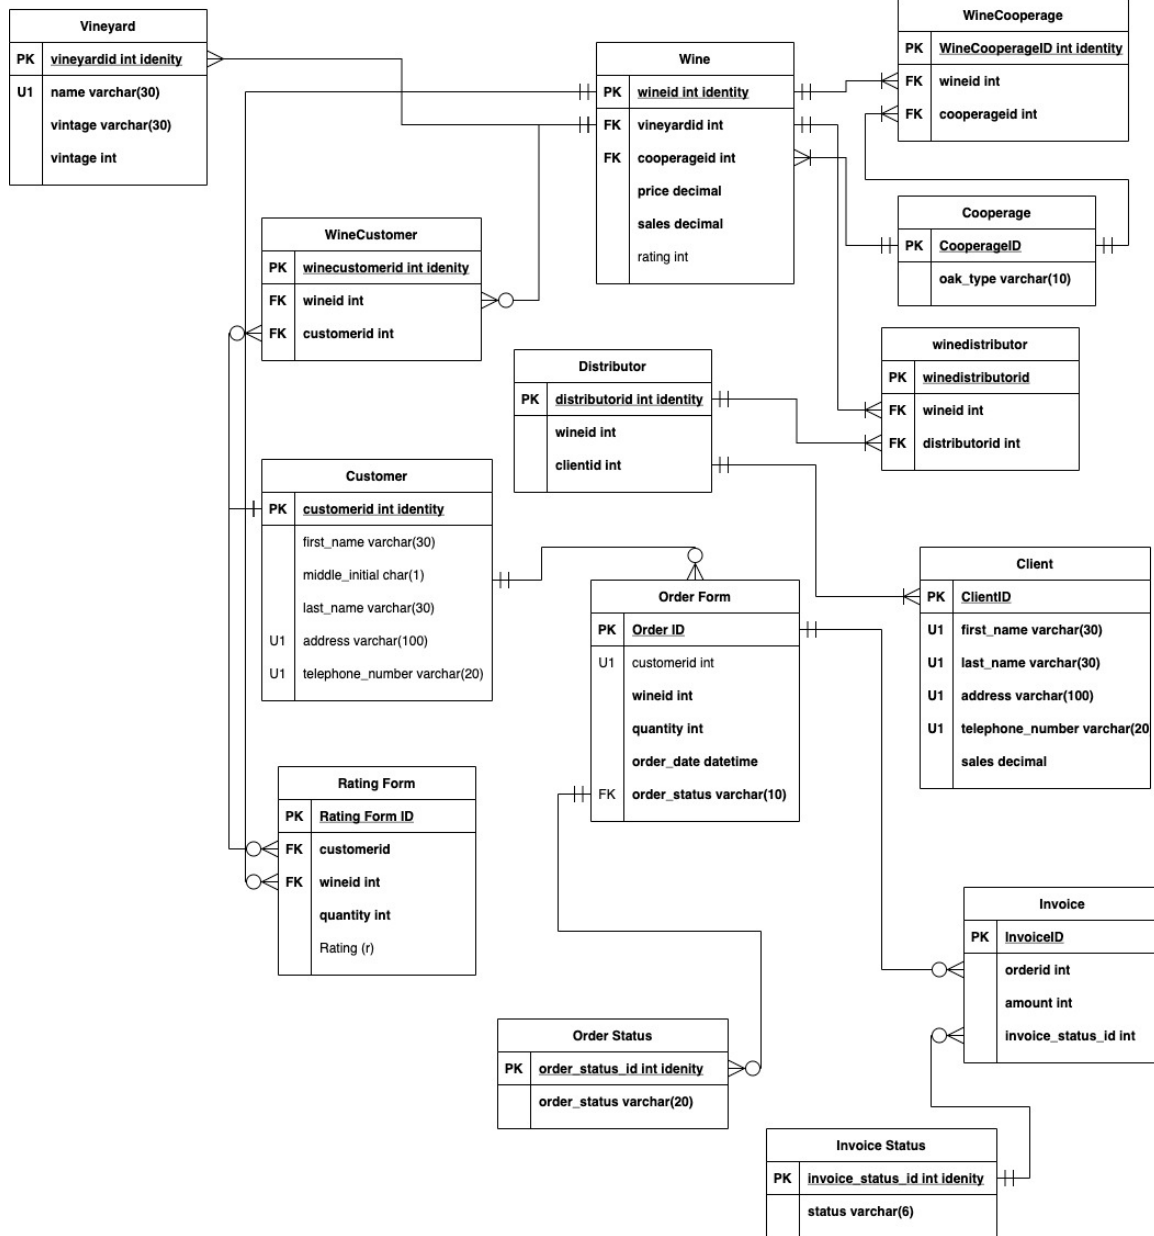 Vineyard
PK vineyardid int idenity
U1 name varchar(30)
vintage varchar(30)
vintage int
Wine
PK wineid int identity
FK vineyardid int
FK cooperageid int
price decimal
sales decimal
rating int
WineCooperage
PK WineCooperageID int identity
FK wineid int
FK cooperageid int
Cooperage
PK CooperageID
oak_type varchar(10)
WineCustomer
PK winecustomerid int idenity
FK wineid int
FK customerid int
winedistributor
PK winedistributorid
FK wineid int
FK distributorid int
Distributor
PK distributorid int identity
wineid int
clientid int
Customer
PK customerid int identity
first_name varchar(30)
middle_initial char(1)
last_name varchar(30)
U1 address varchar(100)
U1 telephone_number varchar(20)
Order Form
PK Order ID
U1 customerid int
wineid int
quantity int
order_date datetime
FK order_status varchar(10)
Client
PK ClientID
U1 first_name varchar(30)
U1 last_name varchar(30)
U1 address varchar(100)
U1 telephone_number varchar(20
sales decimal
Rating Form
PK Rating Form ID
FK customerid
FK wineid int
quantity int
Rating (r)
Invoice
PK InvoiceID
orderid int
amount int
invoice_status_id int
Order Status
PK order_status_id int idenity
order_status varchar(20)
Invoice Status
PK invoice_status_id int idenity
status varchar(6)